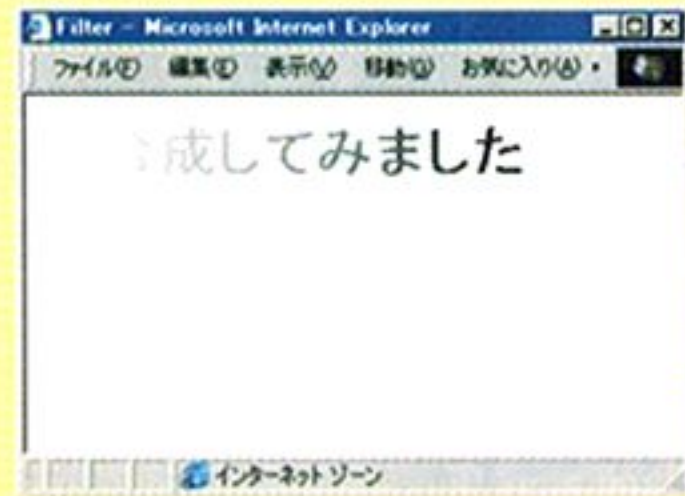 Filter - Microsoft Internet Explorer
ファイル(F) 編集(E) 表示(V) 移動(G) お気に入り(A)
成してみました
インターネット ゾーン